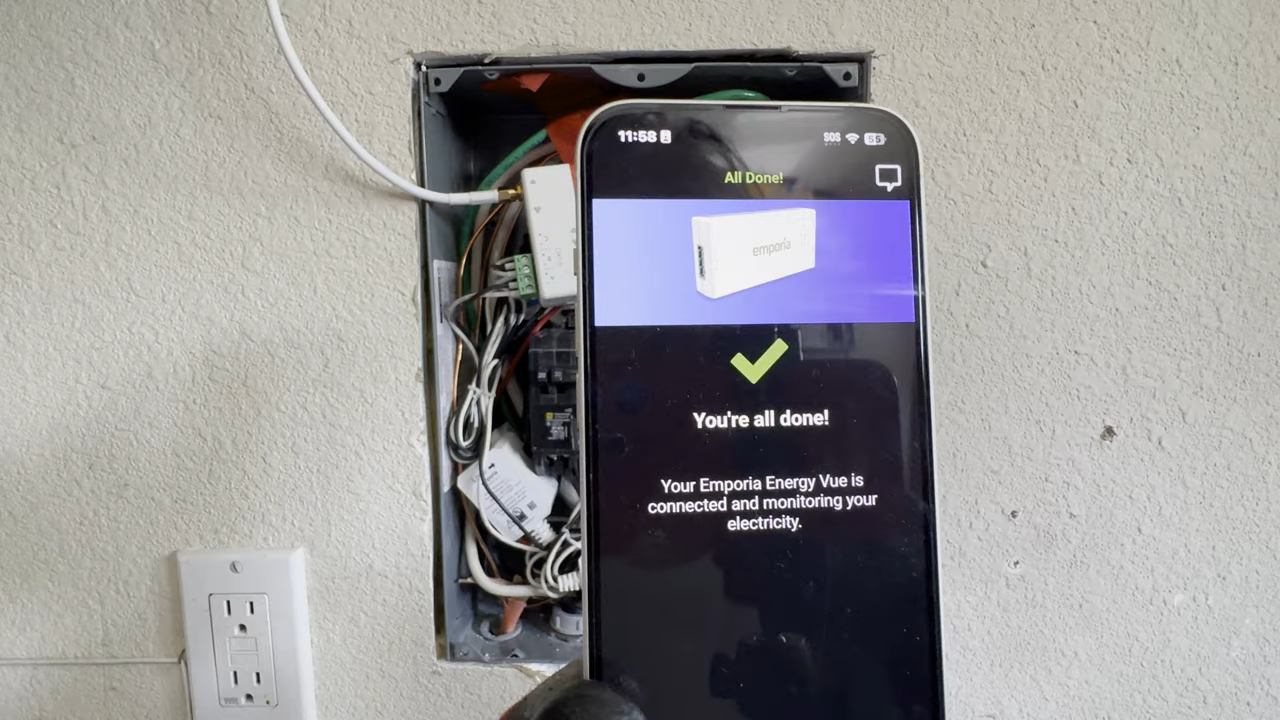 11:58
SOS
55
All Done!
emporia
You're all done!
Your Emporia Energy Vue is
connected and monitoring your
electricity.